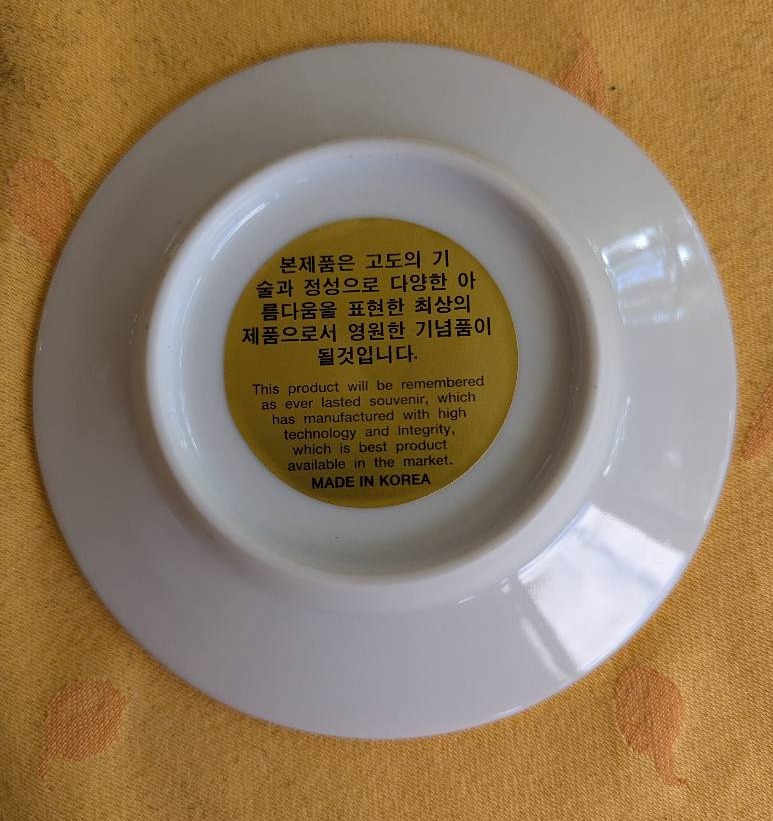 본제품은 고도의 기
술과 정성으로 다양한 아
름다움을 표현한 최상의
제품으로서 영원한 기념품이
될것입니다.
This product will be remembered
as ever lasted souvenir, which
has manufactured with high
technology and Integrity,
which is best product
available in the market.
MADE IN KOREA